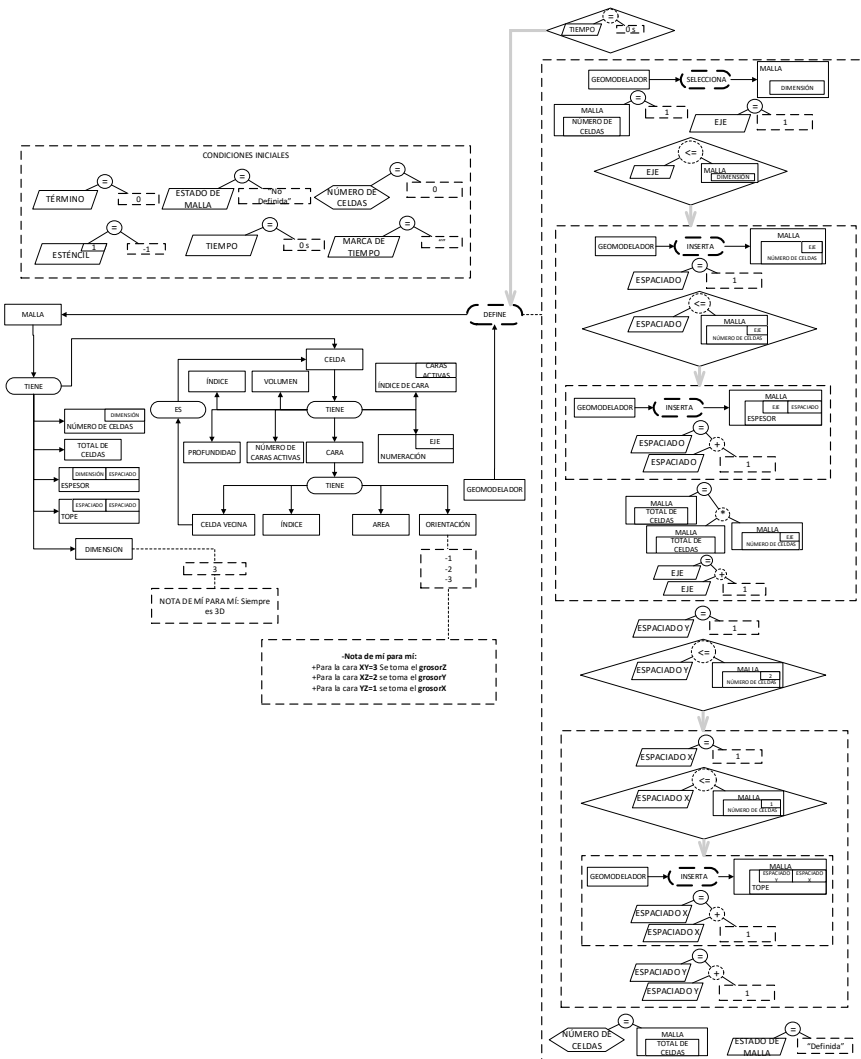 =
TIEMPO
0 s
GEOMODELADOR
SELECCIONA
MALLA
DIMENSIÓN
=
MALLA
NÚMERO DE
CELDAS
1
=
EJE
1
<=
EJE
MALLA
DIMENSIÓN
CONDICIONES INICIALES
=
TÉRMINO
0
=
ESTADO DE
MALLA
"No
Definida"
=
NÚMERO DE
CELDAS
0
=
1
ESTÉNCIL
-1
=
TIEMPO
0 s
=
MARCA DE
TIEMPO
""
GEOMODELADOR
INSERTA
MALLA
EJE
NÚMERO DE CELDAS
=
ESPACIADO
1
<=
ESPACIADO
MALLA
EJE
NÚMERO DE CELDAS
GEOMODELADOR
INSERTA
MALLA
EJE
ESPACIADO
ESPESOR
=
ESPACIADO
+
ESPACIADO
1
=
MALLA
TOTAL DE
CELDAS
*
MALLA
TOTAL DE
CELDAS
MALLA
EJE
NÚMERO DE CELDAS
=
EJE
+
EJE
1
MALLA
DEFINE
TIENE
CELDA
ÍNDICE
VOLUMEN
CARAS
ACTIVAS
ÍNDICE DE CARA
ES
TIENE
DIMENSIÓN
NÚMERO DE CELDAS
TOTAL DE
CELDAS
DIMENSIÓN
ESPACIADO
ESPESOR
ESPACIADO
ESPACIADO
TOPE
PROFUNDIDAD
NÚMERO DE
CARAS ACTIVAS
CARA
EJE
NUMERACIÓN
TIENE
GEOMODELADOR
CELDA VECINA
ÍNDICE
AREA
ORIENTACIÓN
DIMENSION
3
NOTA DE MÍ PARA MÍ: Siempre
es 3D
-1
-2
-3
-Nota de mí para mí:
+Para la cara XY=3 Se toma el grosorZ
+Para la cara XZ=2 se toma el grosorY
+Para la cara YZ=1 se toma el grosorX
=
ESPACIADO Y
1
<=
ESPACIADO Y
MALLA
2
NÚMERO DE CELDAS
=
ESPACIADO X
1
<=
ESPACIADO X
MALLA
1
NÚMERO DE CELDAS
GEOMODELADOR
INSERTA
MALLA
ESPACIADO
Y
ESPACIADO
X
TOPE
=
ESPACIADO X
+
ESPACIADO X
1
=
ESPACIADO Y
+
ESPACIADO Y
1
=
NÚMERO DE
CELDAS
MALLA
TOTAL DE
CELDAS
=
ESTADO DE
MALLA
"Definida"